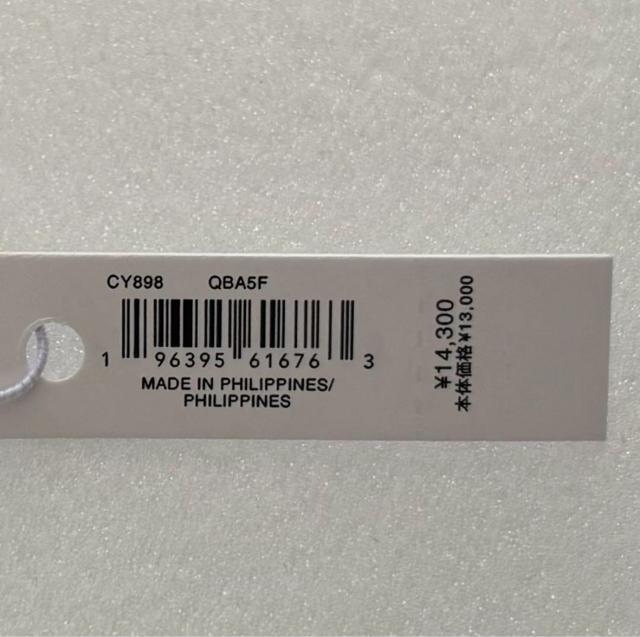 CY898 QBA5F
1 96395 61676 3
MADE IN PHILIPPINES/
PHILIPPINES
¥14,300
本体価格¥13,000